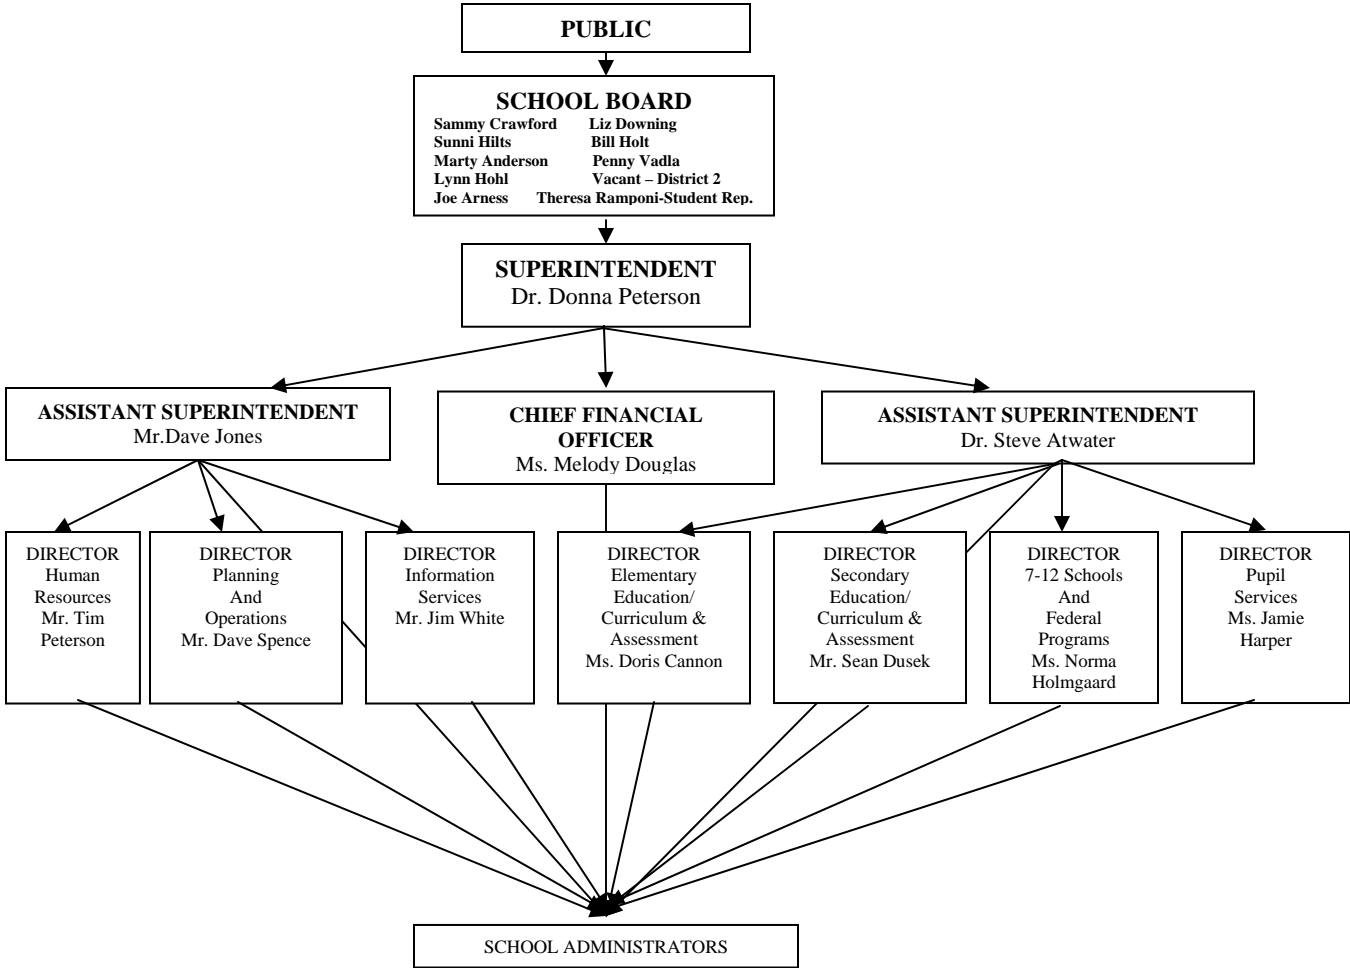 PUBLIC
SCHOOL BOARD
Sammy Crawford Liz Downing
Sunni Hilts Bill Holt
Marty Anderson Penny Vadla
Lynn Hohl Vacant – District 2
Joe Arness Theresa Ramponi-Student Rep.
SUPERINTENDENT
Dr. Donna Peterson
ASSISTANT SUPERINTENDENT
Mr.Dave Jones
CHIEF FINANCIAL
OFFICER
Ms. Melody Douglas
ASSISTANT SUPERINTENDENT
Dr. Steve Atwater
DIRECTOR
Human
Resources
Mr. Tim
Peterson
DIRECTOR
Planning
And
Operations
Mr. Dave Spence
DIRECTOR
Information
Services
Mr. Jim White
DIRECTOR
Elementary
Education/
Curriculum &
Assessment
Ms. Doris Cannon
DIRECTOR
Secondary
Education/
Curriculum &
Assessment
Mr. Sean Dusek
DIRECTOR
7-12 Schools
And
Federal
Programs
Ms. Norma
Holmgaard
DIRECTOR
Pupil
Services
Ms. Jamie
Harper
SCHOOL ADMINISTRATORS